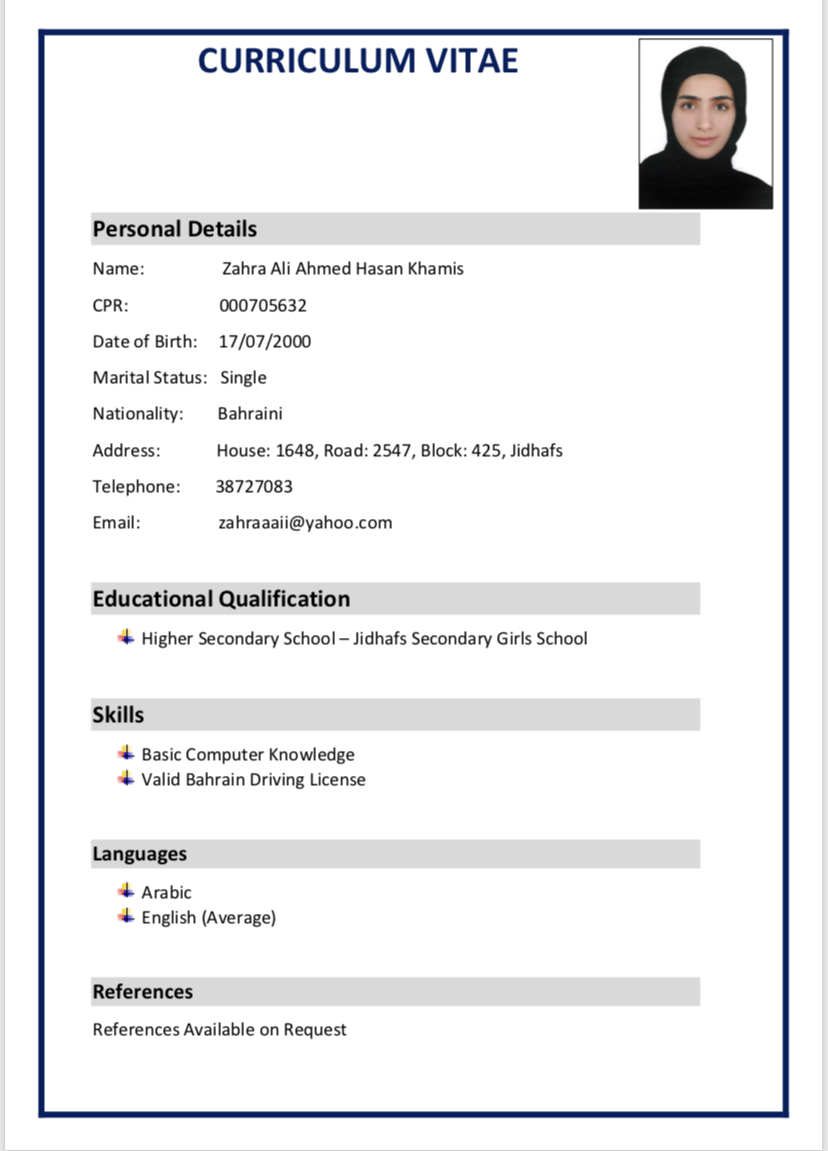 CURRICULUM VITAE
Personal Details
Name: Zahra Ali Ahmed Hasan Khamis
CPR: 000705632
Date of Birth: 17/07/2000
Marital Status: Single
Nationality: Bahraini
Address: House: 1648, Road: 2547, Block: 425, Jidhafs
Telephone: 38727083
Email: zahraaaii@yahoo.com
Educational Qualification
Higher Secondary School – Jidhafs Secondary Girls School
Skills
Basic Computer Knowledge
Valid Bahrain Driving License
Languages
Arabic
English (Average)
References
References Available on Request